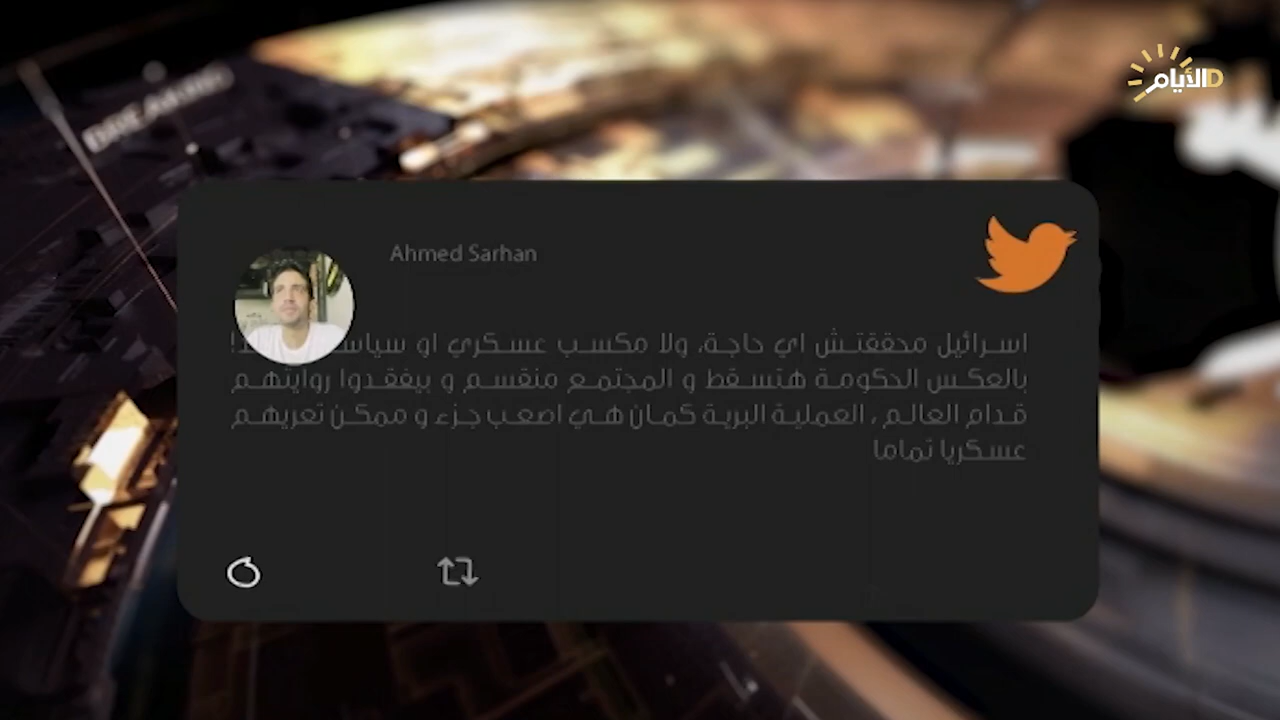 BREAKING
الأيام
Ahmed Sarhan
اسرائيل محققتش اي حاجة، ولا مكسب عسكري او
بالعكس الحكومة هتسقط و المجتمع منقسم و بيفقدوا روايتهم
قدام العالم، العملية البرية كمان هي اصعب جزء و ممكن تعريهم
عسكريا تماما